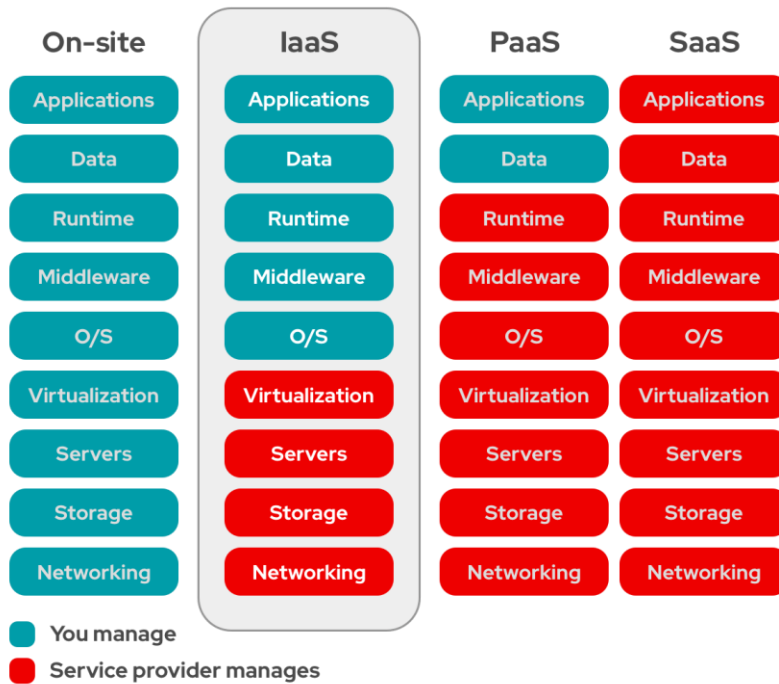 On-site IaaS PaaS SaaS
Applications Applications Applications Applications
Data Data Data Data
Runtime Runtime Runtime Runtime
Middleware Middleware Middleware Middleware
O/S O/S O/S O/S
Virtualization Virtualization Virtualization Virtualization
Servers Servers Servers Servers
Storage Storage Storage Storage
Networking Networking Networking Networking
You manage
Service provider manages